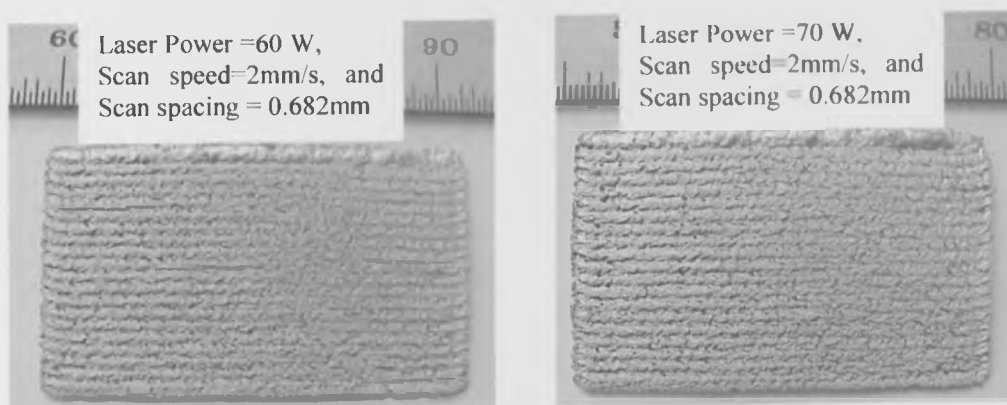 60
90
Laser Power =60 W,
Scan speed=2mm/s, and
Scan spacing = 0.682mm
80
Laser Power =70 W,
Scan speed=2mm/s, and
Scan spacing = 0.682mm